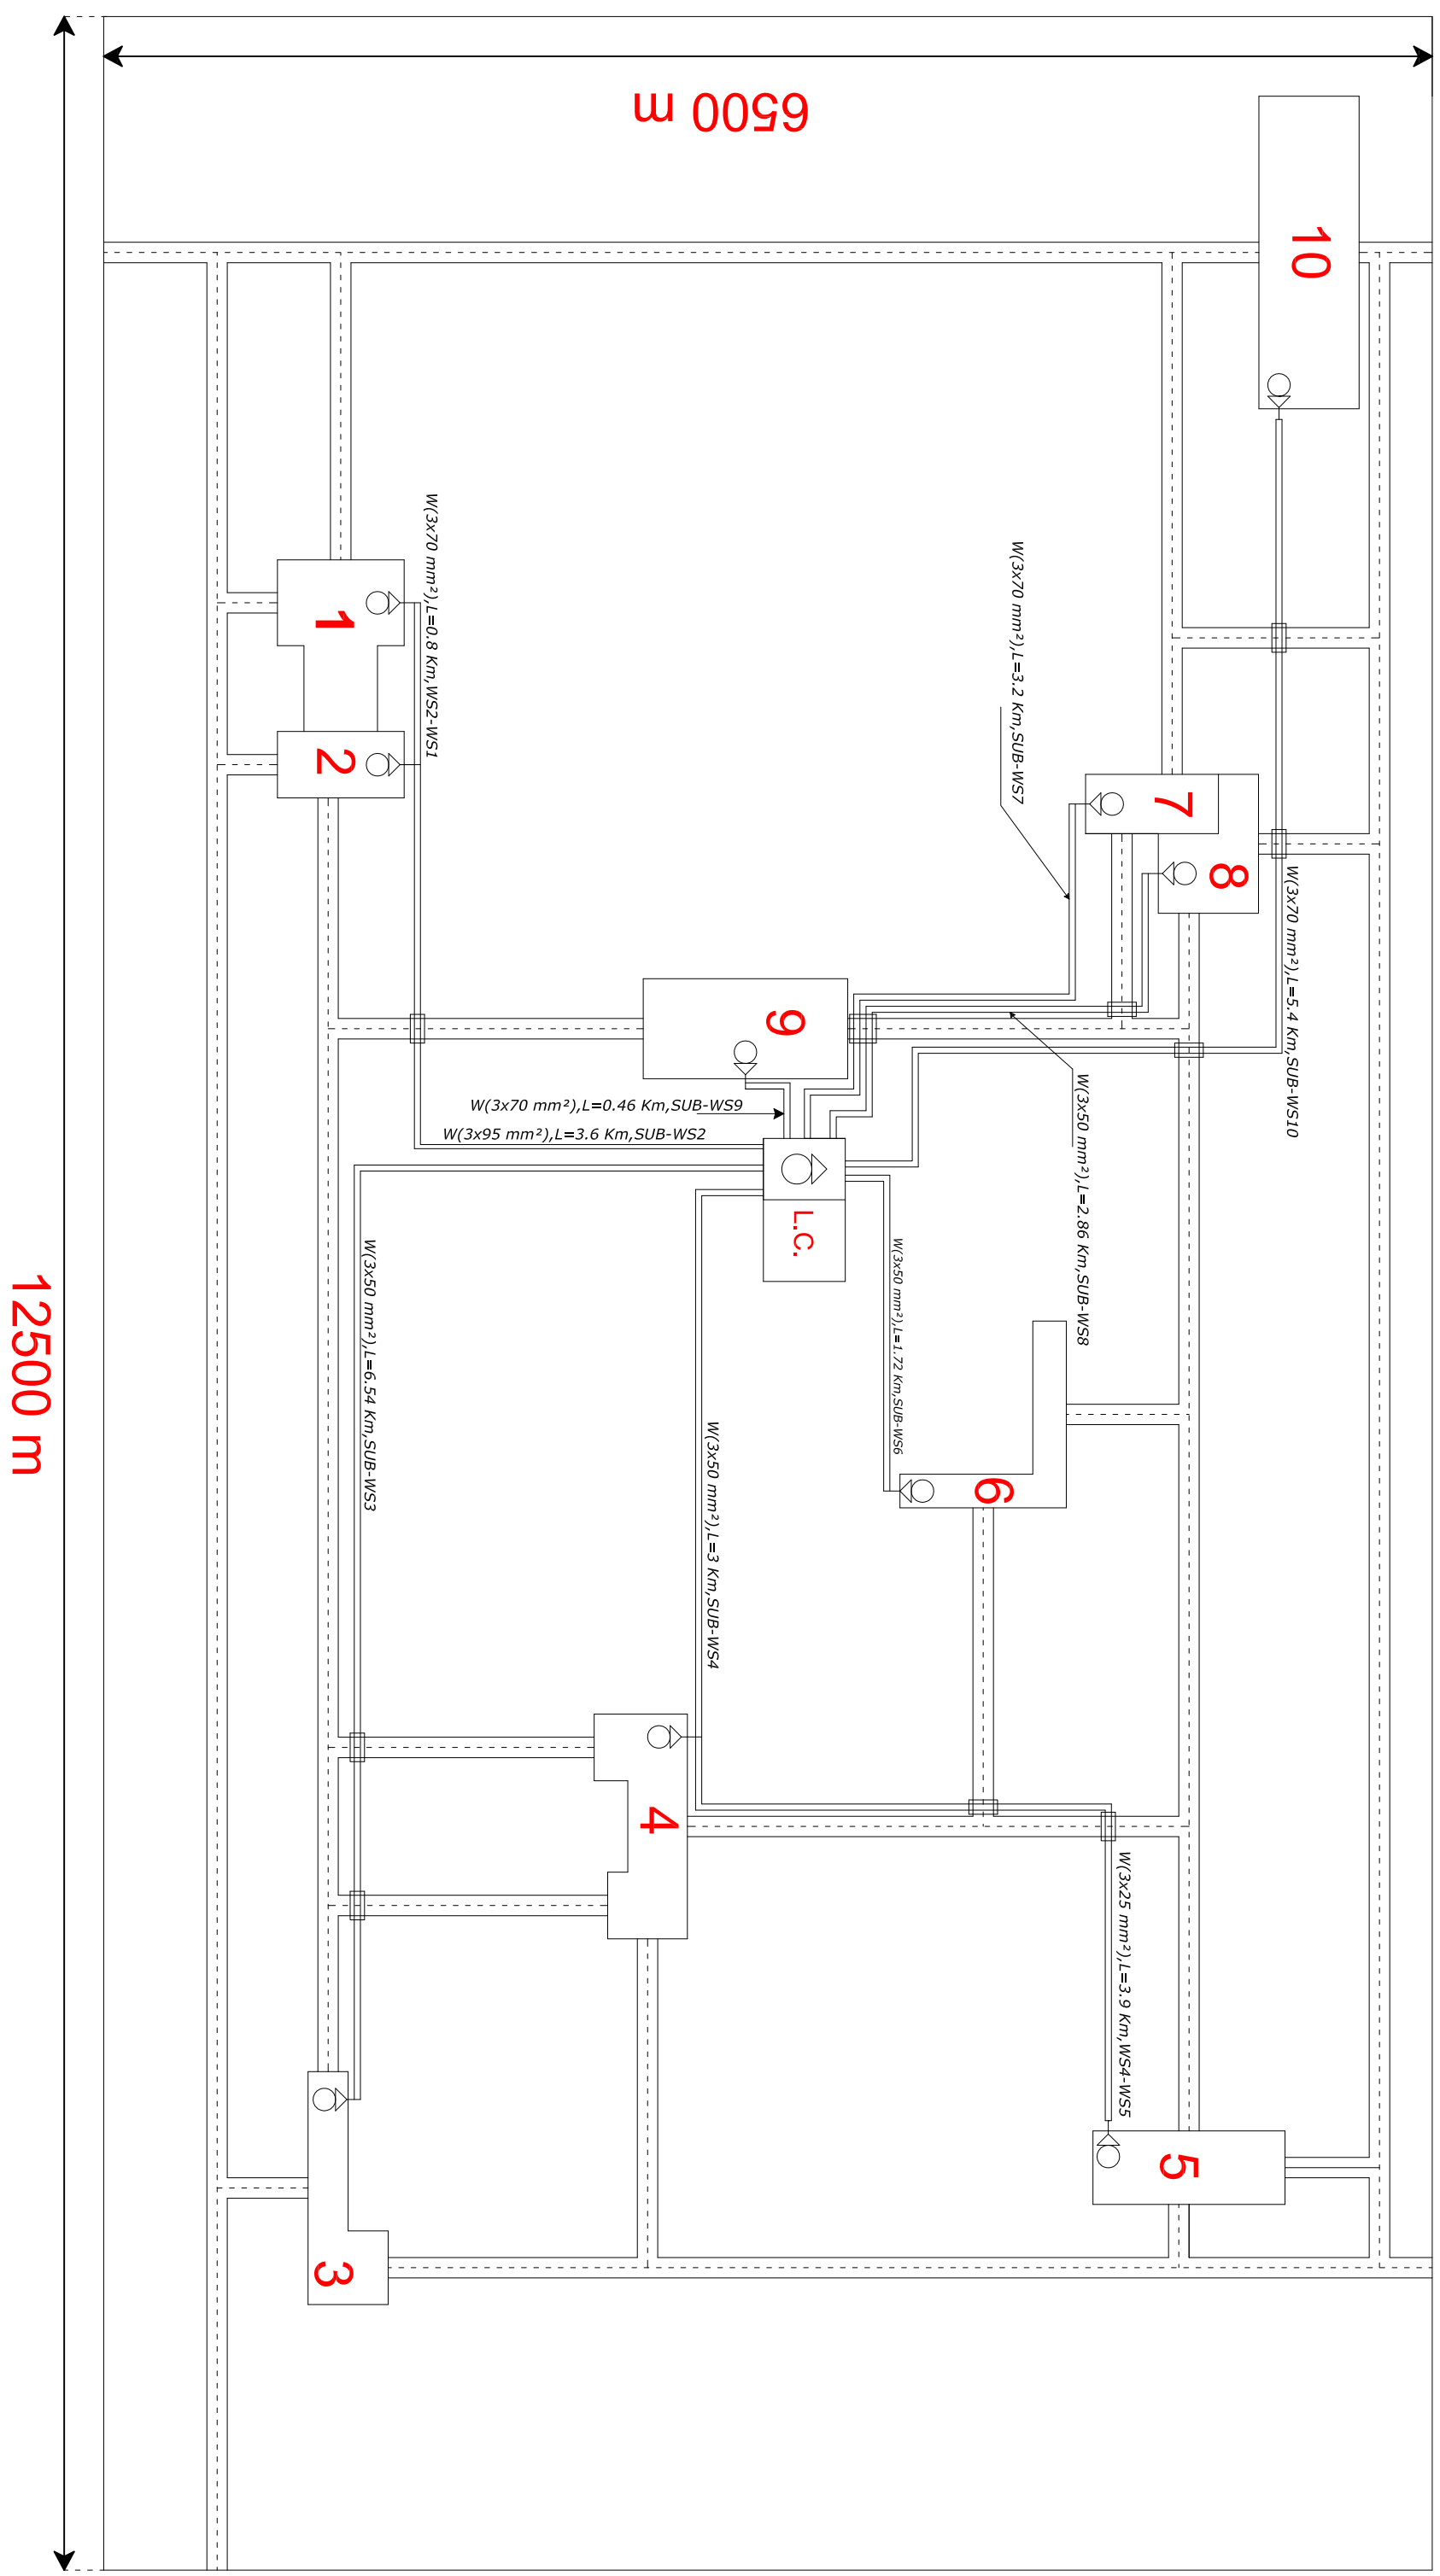 6500 m
10
W(3x70 mm²),L=0.8 Km,WS2-WS1
W(3x70 mm²),L=3.2 Km,SUB-WS7
1
2
7
8
W(3x70 mm²),L=5.4 Km,SUB-WS10
9
W(3x50 mm²),L=2.86 Km,SUB-WS8
W(3x70 mm²),L=0.46 Km,SUB-WS9
W(3x95 mm²),L=3.6 Km,SUB-WS2
L.C.
W(3x50 mm²),L=6.54 Km,SUB-WS3
W(3x50 mm²),L=1.72 Km,SUB-WS6
12500 m
W(3x50 mm²),L=3 Km,SUB-WS4
6
4
W(3x25 mm²),L=3.9 Km,WS4-WS5
5
3